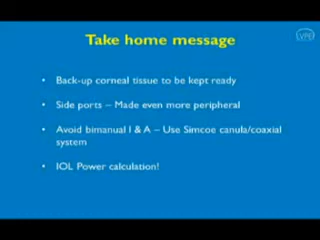 LVPEI
Take home message
• Back-up corneal tissue to be kept ready
• Side ports – Made even more peripheral
• Avoid bimanual I & A – Use Simcoe canula/coaxial
system
• IOL Power calculation!